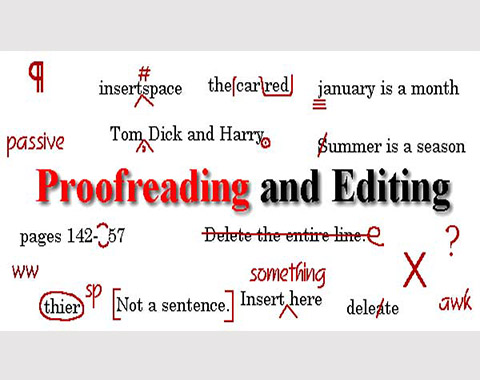 ¶
#
insertspace
the car red
january is a month
passive
Tom Dick and Harry
Summer is a season
Proofreading and Editing
pages 142- 57
Delete the entire line.
?
ww
something
X
sp
thier
[Not a sentence.]
Insert here
deleate
awk